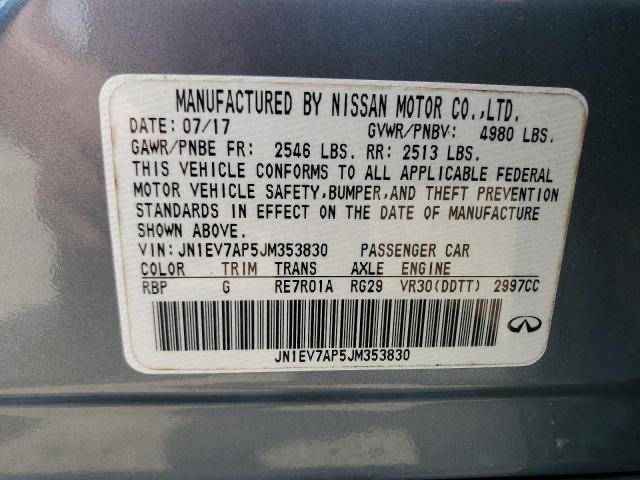 MANUFACTURED BY NISSAN MOTOR CO.,LTD.
DATE: 07/17 GVWR/PNBV: 4980 LBS.
GAWR/PNBE FR: 2546 LBS. RR: 2513 LBS.
THIS VEHICLE CONFORMS TO ALL APPLICABLE FEDERAL
MOTOR VEHICLE SAFETY,BUMPER,AND THEFT PREVENTION
STANDARDS IN EFFECT ON THE DATE OF MANUFACTURE
SHOWN ABOVE.
VIN: JN1EV7AP5JM353830 PASSENGER CAR
COLOR TRIM TRANS AXLE ENGINE
RBP G RE7R01A RG29 VR30(DDTT) 2997CC
JN1EV7AP5JM353830